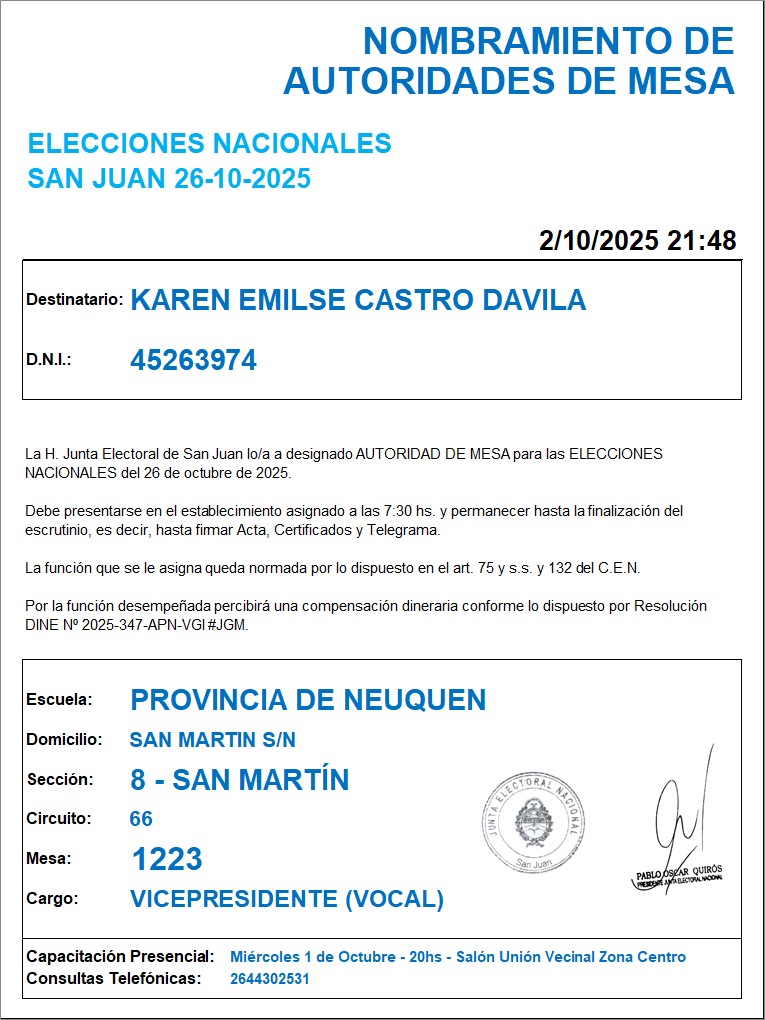 NOMBRAMIENTO DE
AUTORIDADES DE MESA
ELECCIONES NACIONALES
SAN JUAN 26-10-2025
2/10/2025 21:48
Destinatario: KAREN EMILSE CASTRO DAVILA
D.N.I.: 45263974
La H. Junta Electoral de San Juan lo/a a designado AUTORIDAD DE MESA para las ELECCIONES
NACIONALES del 26 de octubre de 2025.
Debe presentarse en el establecimiento asignado a las 7:30 hs. y permanecer hasta la finalización del
escrutinio, es decir, hasta firmar Acta, Certificados y Telegrama.
La función que se le asigna queda normada por lo dispuesto en el art. 75 y s.s. y 132 del C.E.N.
Por la función desempeñada percibirá una compensación dineraria conforme lo dispuesto por Resolución
DINE Nº 2025-347-APN-VGI#JGM.
Escuela: PROVINCIA DE NEUQUEN
Domicilio: SAN MARTIN S/N
Sección: 8 - SAN MARTÍN
Circuito: 66
Mesa: 1223
Cargo: VICEPRESIDENTE (VOCAL)
JUNTA ELECTORAL NACIONAL
San Juan
PABLO OSCAR QUIRÓS
PRESIDENTE JUNTA ELECTORAL NACIONAL
Capacitación Presencial: Miércoles 1 de Octubre - 20hs - Salón Unión Vecinal Zona Centro
Consultas Telefónicas: 2644302531